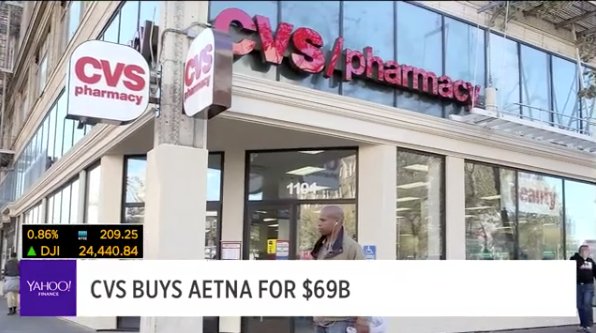 CVS/pharmacy
CVS
pharmacy
CVS
1104
beauty
0.86% 209.25
▲ DJI 24,440.84
YAHOO!
FINANCE
CVS BUYS AETNA FOR $69B